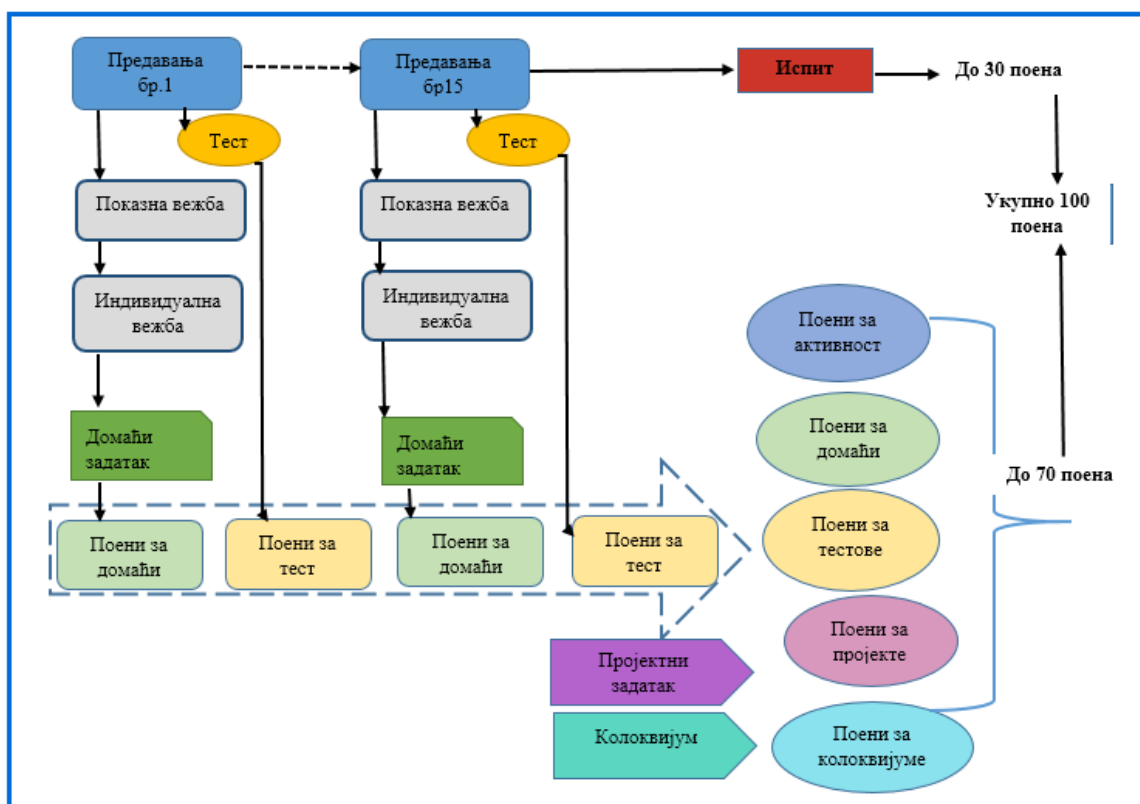 Предавања
бр.1
Предавања
бр15
Испит
До 30 поена
Тест
Тест
Показна вежба
Показна вежба
Укупно 100
поена
Индивидуална
вежба
Индивидуална
вежба
Поени за
активност
Домаћи
задатак
Домаћи
задатак
Поени за
домаћи
До 70 поена
Поени за
домаћи
Поени за
тест
Поени за
домаћи
Поени за
тест
Поени за
тестове
Поени за
пројекте
Пројектни
задатак
Колоквијум
Поени за
колоквијуме